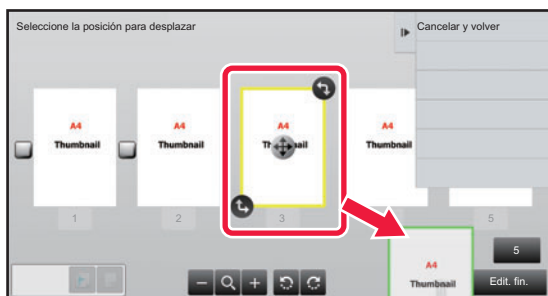 Seleccione la posición para desplazar
Cancelar y volver
A4
Thumbnail
A4
Thumbnail
A4
Thumbnail
A4
Thumbnail
1
2
3
5
5
A4
Thumbnail
Edit. fin.